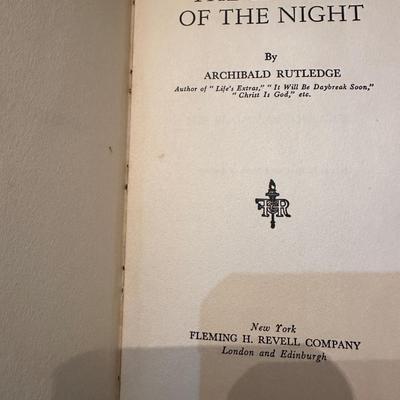 OF THE NIGHT
By
ARCHIBALD RUTLEDGE
Author of "Life's Extras," "It Will Be Daybreak Soon,"
"Christ Is God," etc.
F H R
New York
FLEMING H. REVELL COMPANY
London and Edinburgh